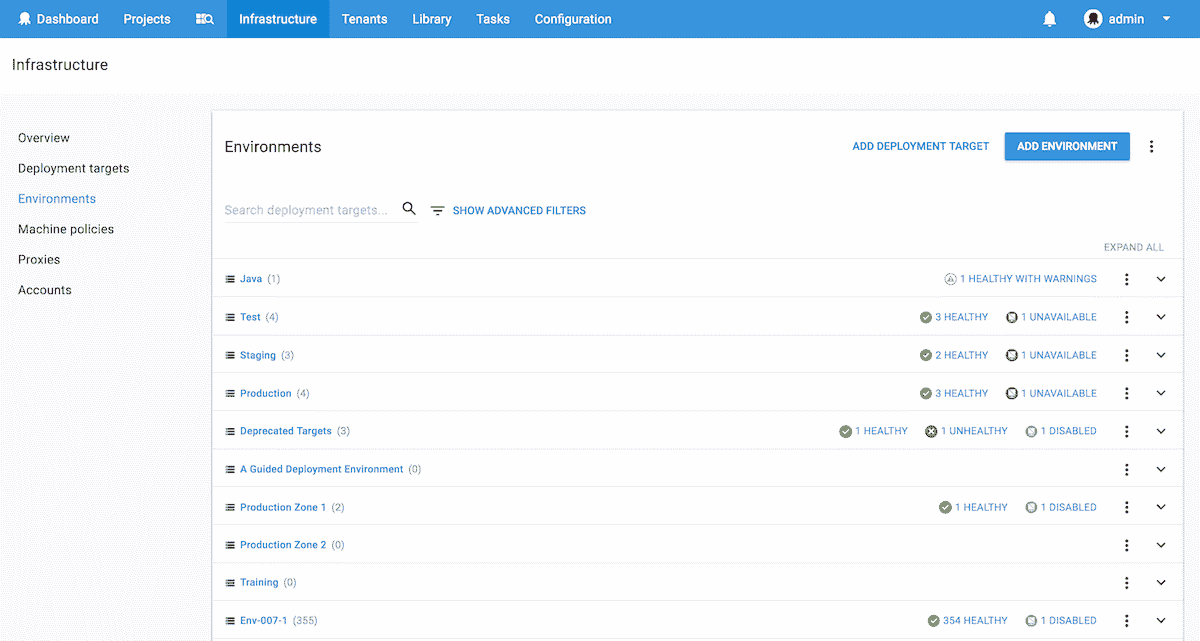 Dashboard Projects Infrastructure Tenants Library Tasks Configuration admin
Infrastructure
Overview
Deployment targets
Environments
Machine policies
Proxies
Accounts
Environments ADD DEPLOYMENT TARGET ADD ENVIRONMENT
Search deployment targets... SHOW ADVANCED FILTERS
EXPAND ALL
Java (1) 1 HEALTHY WITH WARNINGS
Test (4) 3 HEALTHY 1 UNAVAILABLE
Staging (3) 2 HEALTHY 1 UNAVAILABLE
Production (4) 3 HEALTHY 1 UNAVAILABLE
Deprecated Targets (3) 1 HEALTHY 1 UNHEALTHY 1 DISABLED
A Guided Deployment Environment (0)
Production Zone 1 (2) 1 HEALTHY 1 DISABLED
Production Zone 2 (0)
Training (0)
Env-007-1 (355) 354 HEALTHY 1 DISABLED